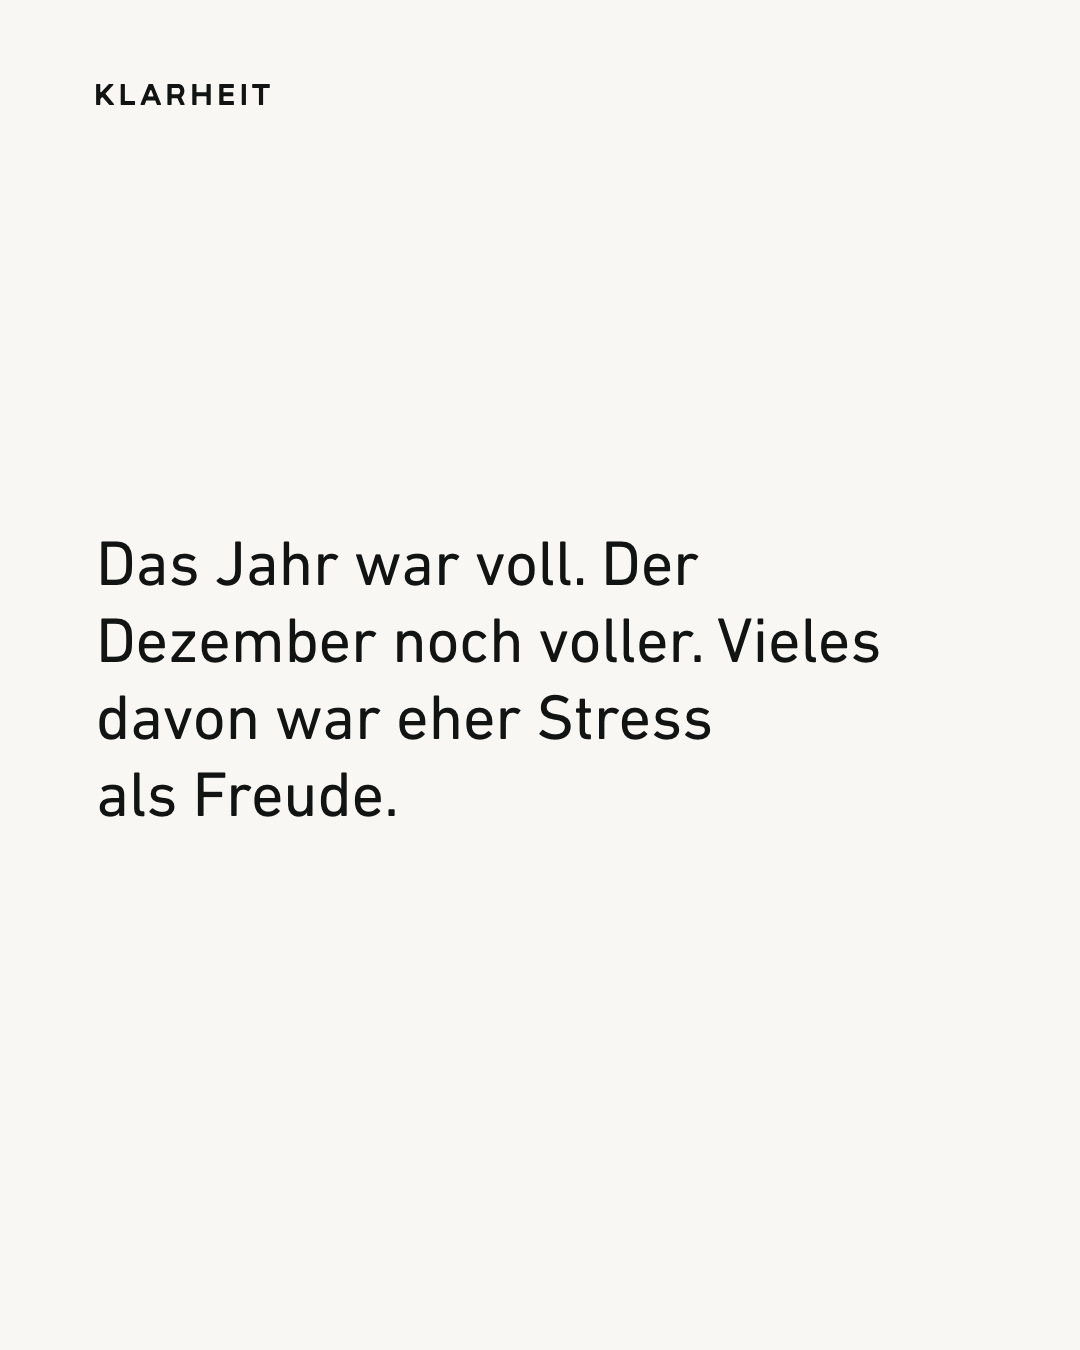 KLARHEIT
Das Jahr war voll. Der
Dezember noch voller. Vieles
davon war eher Stress
als Freude.